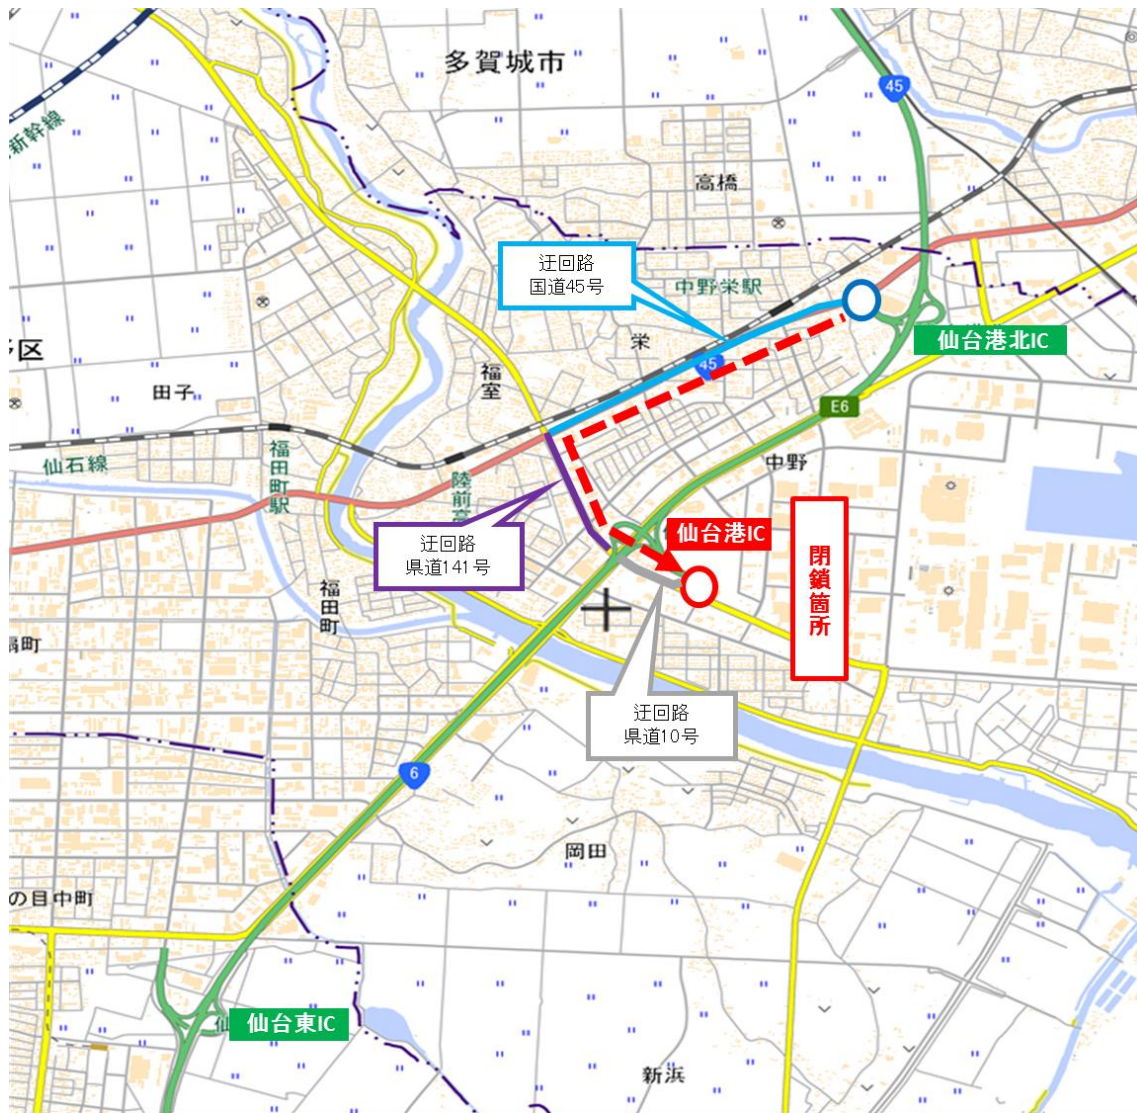 多賀城市
45
新幹線
高橋
迂回路
国道45号
中野栄駅
仙台港北IC
栄
45
福室
田子
E6
仙石線
福田町駅
中野
陸前高
仙台港IC
迂回路
県道141号
閉鎖箇所
福田町
迂回路
県道10号
6
岡田
の目中町
仙台東IC
新浜